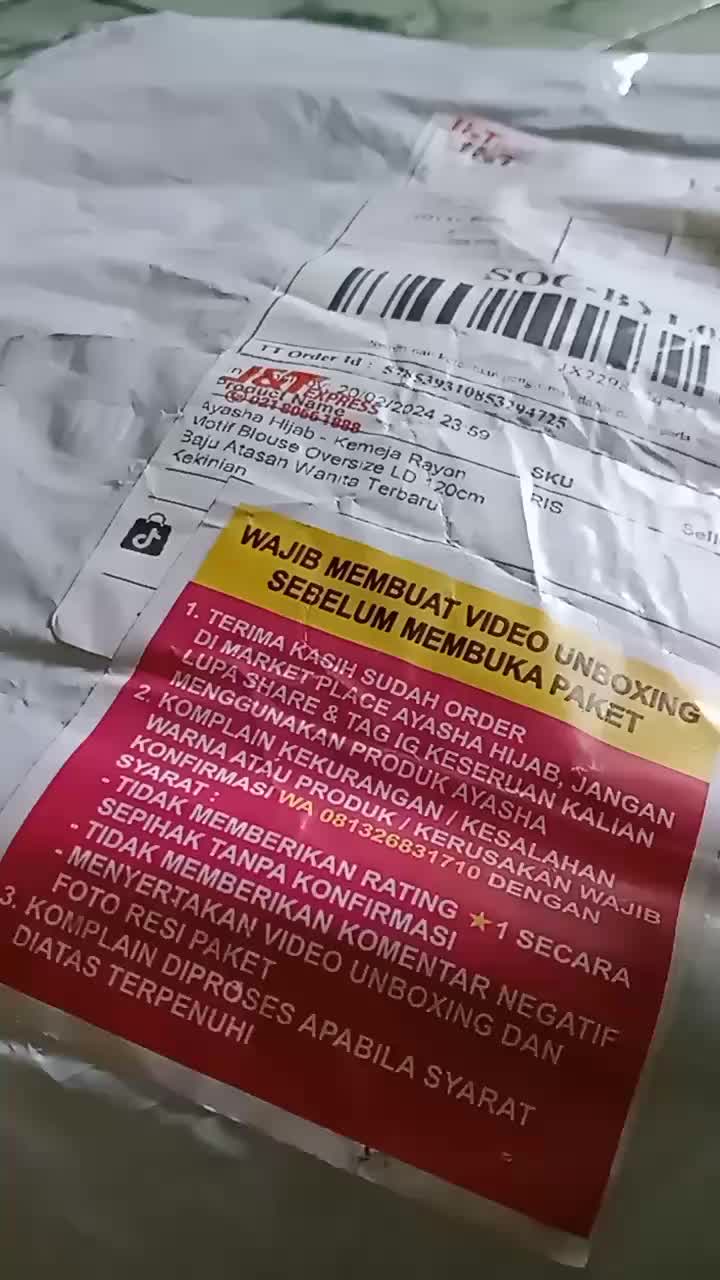 J&T
SOC-BY
TT Order Id : 578539310853294725
20/02/2024 23:59
J&T EXPRESS
Product Name
SKU
Ayasha Hijab - Kemeja Rayon
Motif Blouse Oversize LD 120cm
Baju Atasan Wanita Terbaru
Kekinian
RIS
WAJIB MEMBUAT VIDEO UNBOXING
SEBELUM MEMBUKA PAKET
1. TERIMA KASIH SUDAH ORDER
DI MARKETPLACE AYASHA HIJAB, JANGAN
LUPA SHARE & TAG IG KESERUAN KALIAN
MENGGUNAKAN PRODUK AYASHA
2. KOMPLAIN KEKURANGAN / KESALAHAN
WARNA ATAU PRODUK / KERUSAKAN WAJIB
KONFIRMASI WA 081326831710 DENGAN
SYARAT :
- TIDAK MEMBERIKAN RATING ★1 SECARA
SEPIHAK TANPA KONFIRMASI
- TIDAK MEMBERIKAN KOMENTAR NEGATIF
- MENYERTAKAN VIDEO UNBOXING DAN
FOTO RESI PAKET
3. KOMPLAIN DIPROSES APABILA SYARAT
DIATAS TERPENUHI